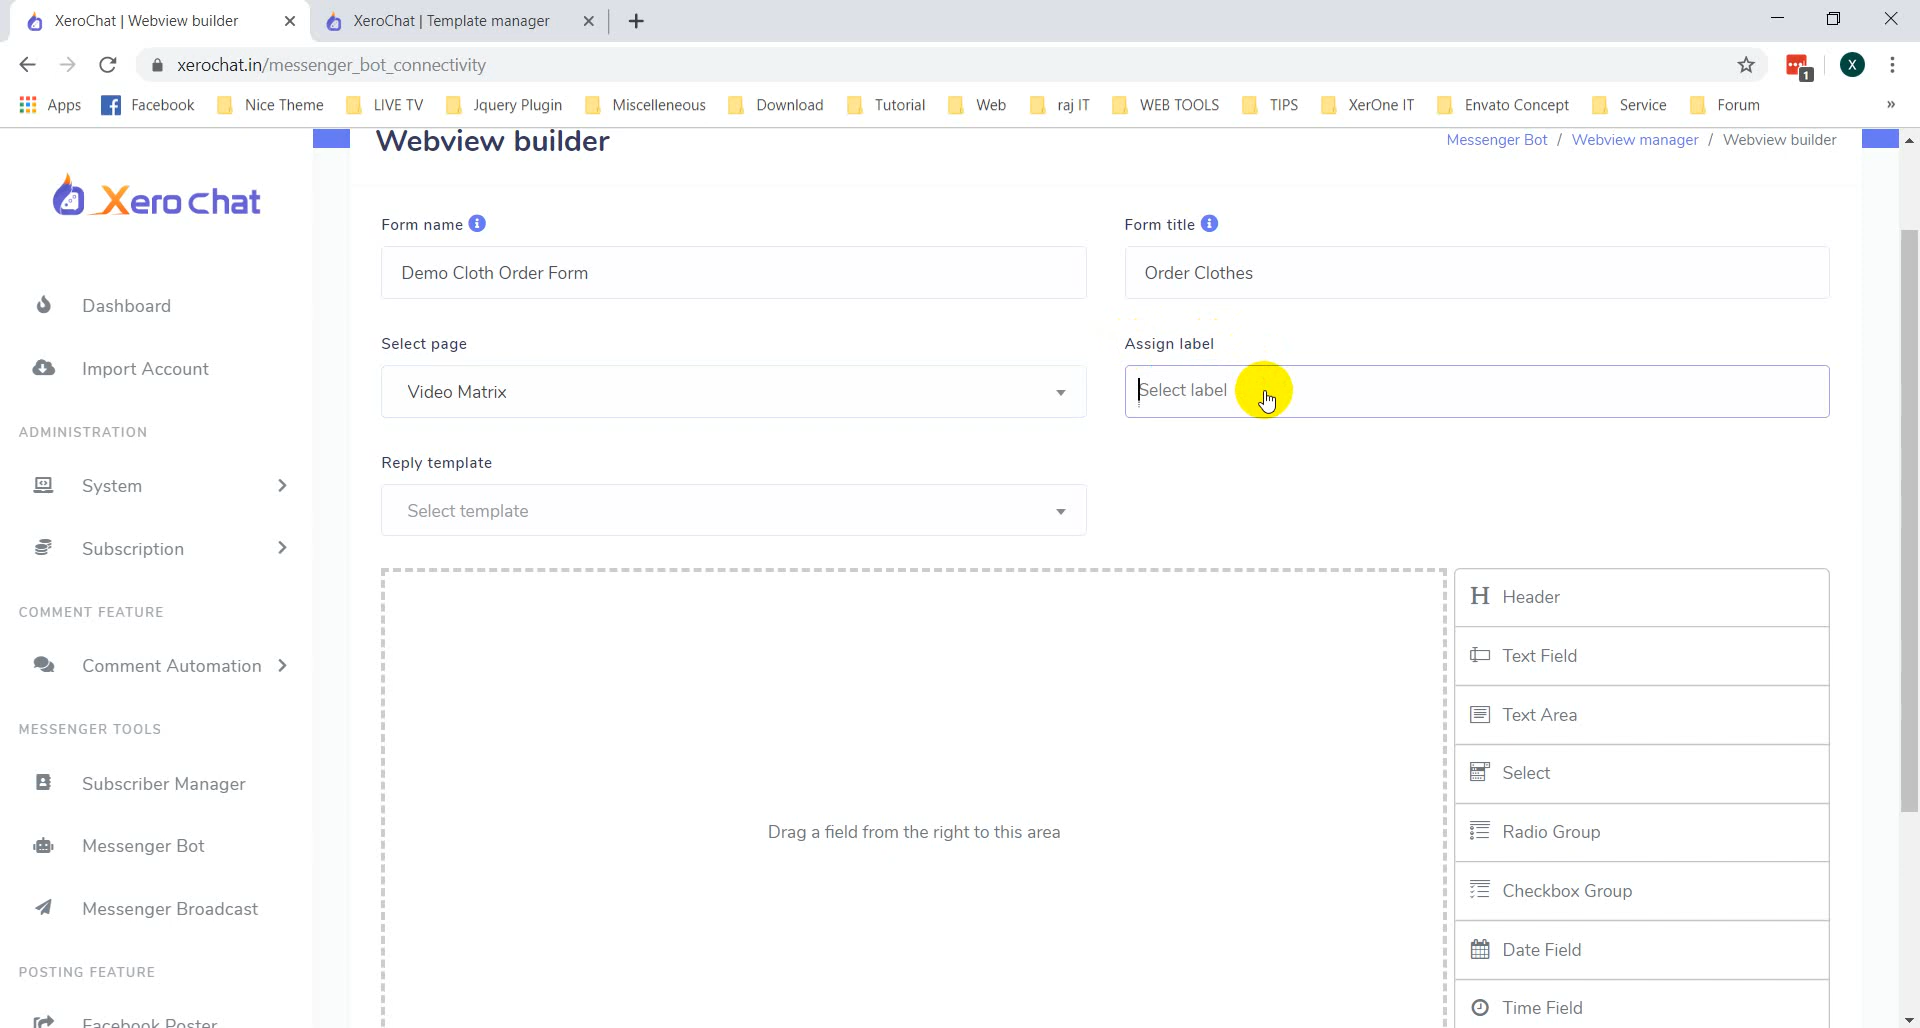 XeroChat | Webview builder
XeroChat | Template manager
xerochat.in/messenger_bot_connectivity
1
X
Apps
Facebook
Nice Theme
LIVE TV
Jquery Plugin
Miscelleneous
Download
Tutorial
Web
raj IT
WEB TOOLS
TIPS
XerOne IT
Envato Concept
Service
Forum
»
Xero chat
Dashboard
Import Account
ADMINISTRATION
System
Subscription
COMMENT FEATURE
Comment Automation
MESSENGER TOOLS
Subscriber Manager
Messenger Bot
Messenger Broadcast
POSTING FEATURE
Facebook Poster
Webview builder
Messenger Bot / Webview manager / Webview builder
Form name
Demo Cloth Order Form
Form title
Order Clothes
Select page
Video Matrix
Assign label
Select label
Reply template
Select template
Drag a field from the right to this area
H Header
Text Field
Text Area
Select
Radio Group
Checkbox Group
Date Field
Time Field